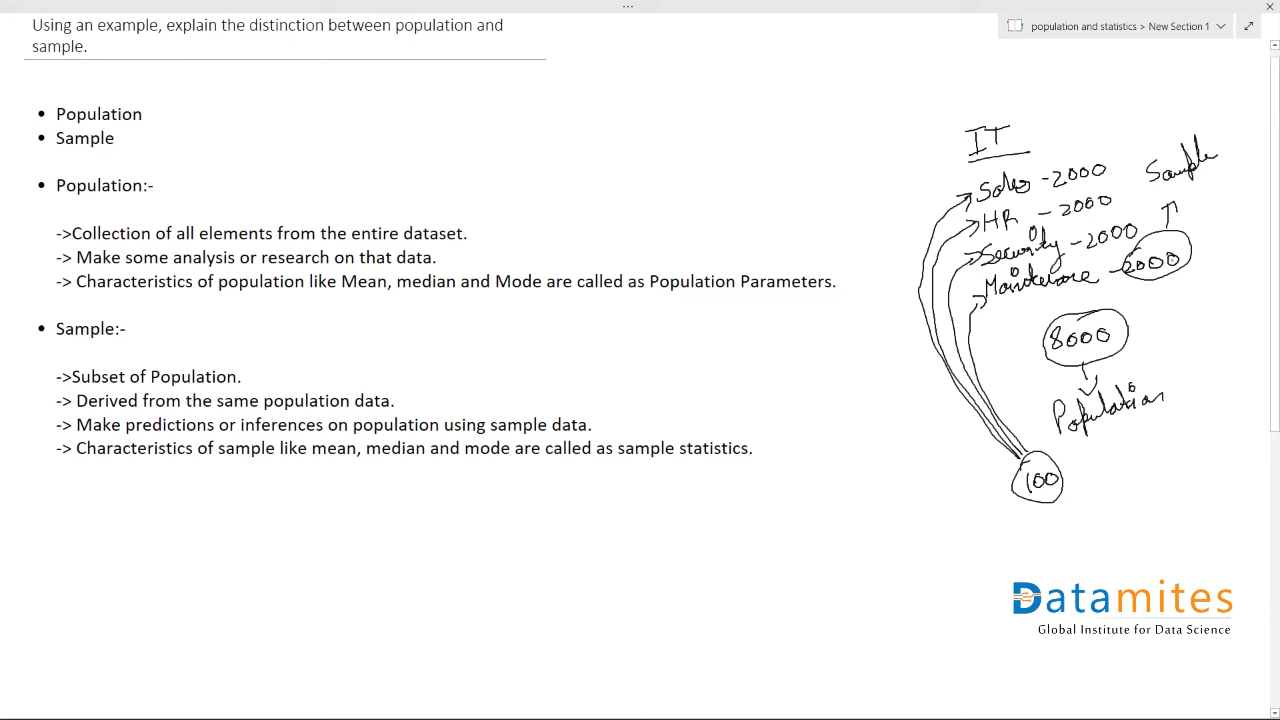 Using an example, explain the distinction between population and
sample.
population and statistics > New Section 1
• Population
• Sample
• Population:-
->Collection of all elements from the entire dataset.
-> Make some analysis or research on that data.
-> Characteristics of population like Mean, median and Mode are called as Population Parameters.
• Sample:-
->Subset of Population.
-> Derived from the same population data.
-> Make predictions or inferences on population using sample data.
-> Characteristics of sample like mean, median and mode are called as sample statistics.
IT
Sales - 2000
HR - 2000
Security - 2000
Maintenance - 2000
Sample
8000
Population
100
Datamites
Global Institute for Data Science